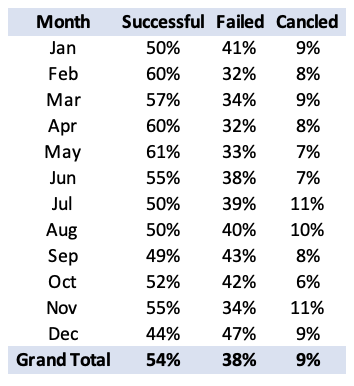 Month Successful Failed Cancled
Jan 50% 41% 9%
Feb 60% 32% 8%
Mar 57% 34% 9%
Apr 60% 32% 8%
May 61% 33% 7%
Jun 55% 38% 7%
Jul 50% 39% 11%
Aug 50% 40% 10%
Sep 49% 43% 8%
Oct 52% 42% 6%
Nov 55% 34% 11%
Dec 44% 47% 9%
Grand Total 54% 38% 9%